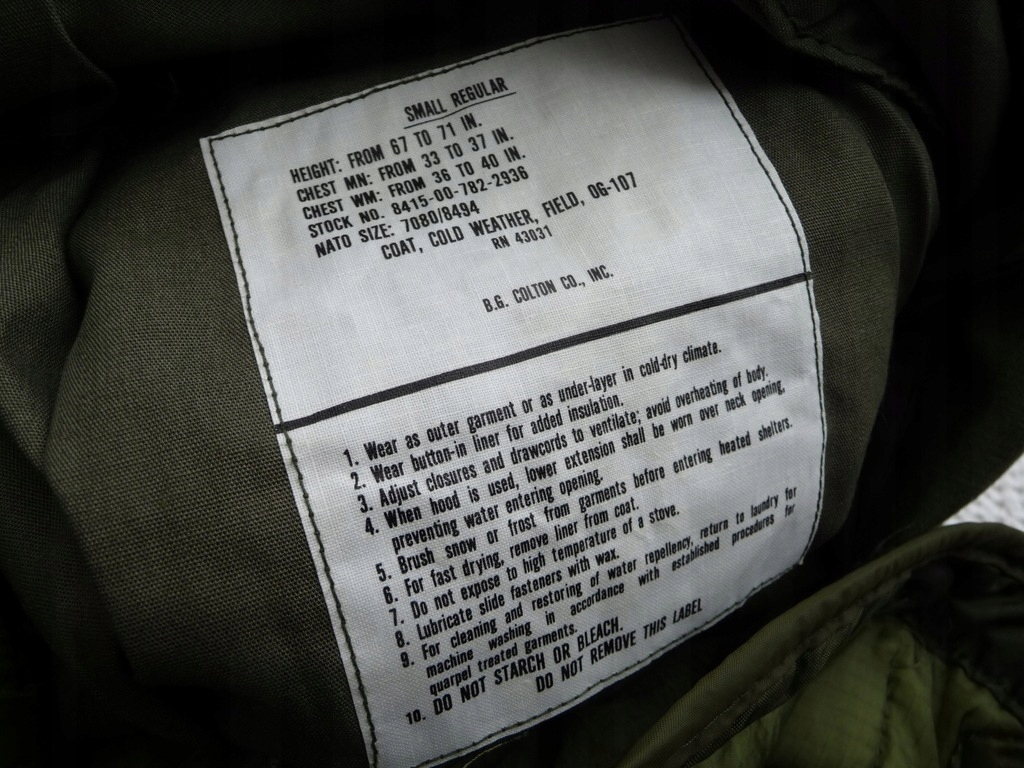 SMALL REGULAR
HEIGHT: FROM 67 TO 71 IN.
CHEST MN: FROM 33 TO 37 IN.
CHEST WM: FROM 36 TO 40 IN.
STOCK NO. 8415-00-782-2936
NATO SIZE: 7080/8494
COAT, COLD WEATHER, FIELD, OG-107
RN 43031
B.G. COLTON CO., INC.
1. Wear as outer garment or as under-layer in cold-dry climate.
2. Wear button-in liner for added insulation.
3. Adjust closures and drawcords to ventilate; avoid overheating of body.
4. When hood is used, lower extension shall be worn over neck opening,
preventing water entering opening.
5. Brush snow or frost from garments before entering heated shelters.
6. For fast drying, remove liner from coat.
7. Do not expose to high temperature of a stove.
8. Lubricate slide fasteners with wax.
9. For cleaning and restoring of water repellency, return to laundry for
machine washing in accordance with established procedures for
quarpel treated garments.
10. DO NOT STARCH OR BLEACH.
DO NOT REMOVE THIS LABEL